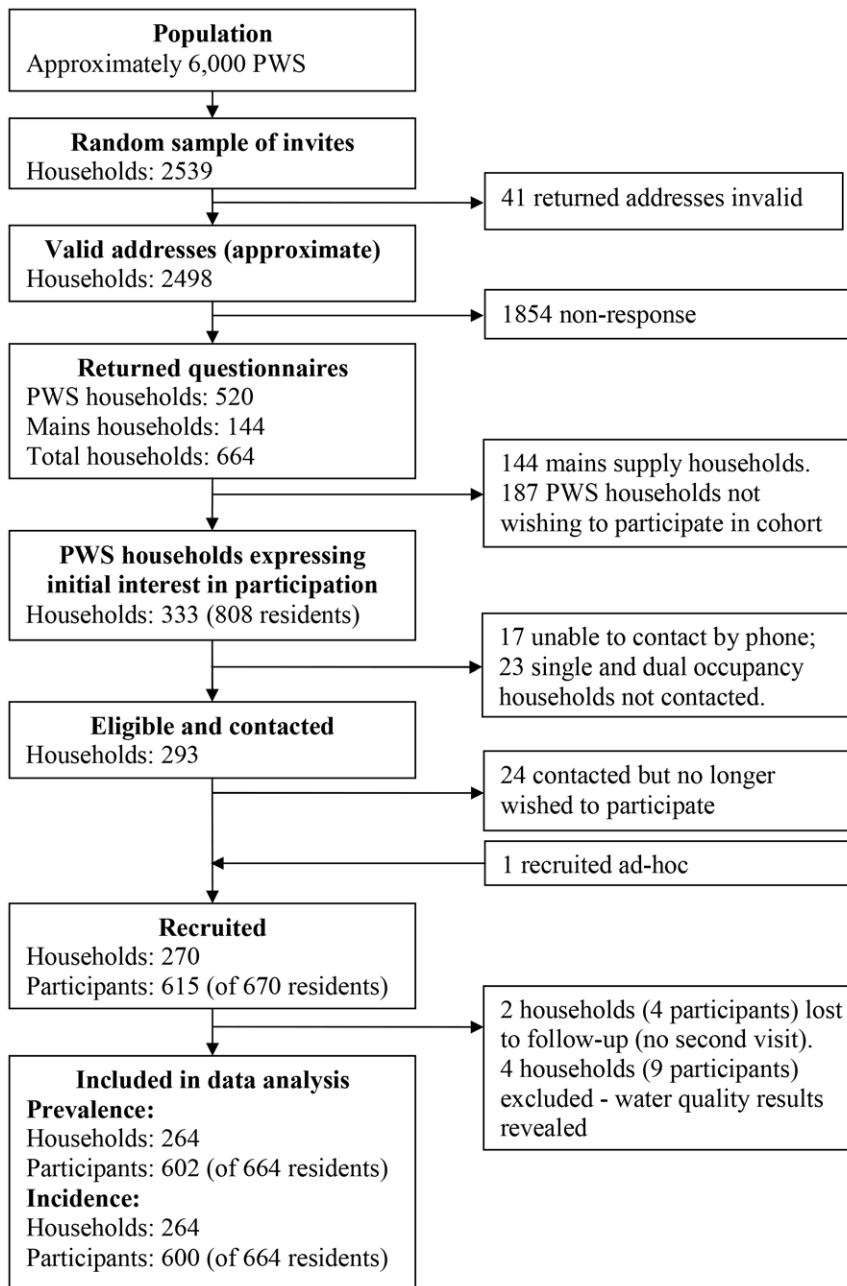 Population
Approximately 6,000 PWS
Random sample of invites
Households: 2539
41 returned addresses invalid
Valid addresses (approximate)
Households: 2498
1854 non-response
Returned questionnaires
PWS households: 520
Mains households: 144
Total households: 664
144 mains supply households.
187 PWS households not
wishing to participate in cohort
PWS households expressing
initial interest in participation
Households: 333 (808 residents)
17 unable to contact by phone;
23 single and dual occupancy
households not contacted.
Eligible and contacted
Households: 293
24 contacted but no longer
wished to participate
1 recruited ad-hoc
Recruited
Households: 270
Participants: 615 (of 670 residents)
2 households (4 participants) lost
to follow-up (no second visit).
4 households (9 participants)
excluded - water quality results
revealed
Included in data analysis
Prevalence:
Households: 264
Participants: 602 (of 664 residents)
Incidence:
Households: 264
Participants: 600 (of 664 residents)